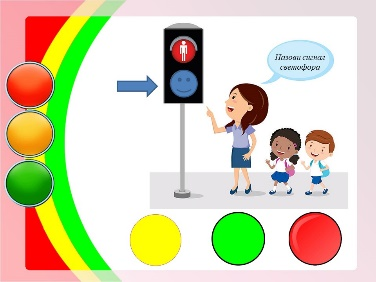 Назови сигнал
светофора